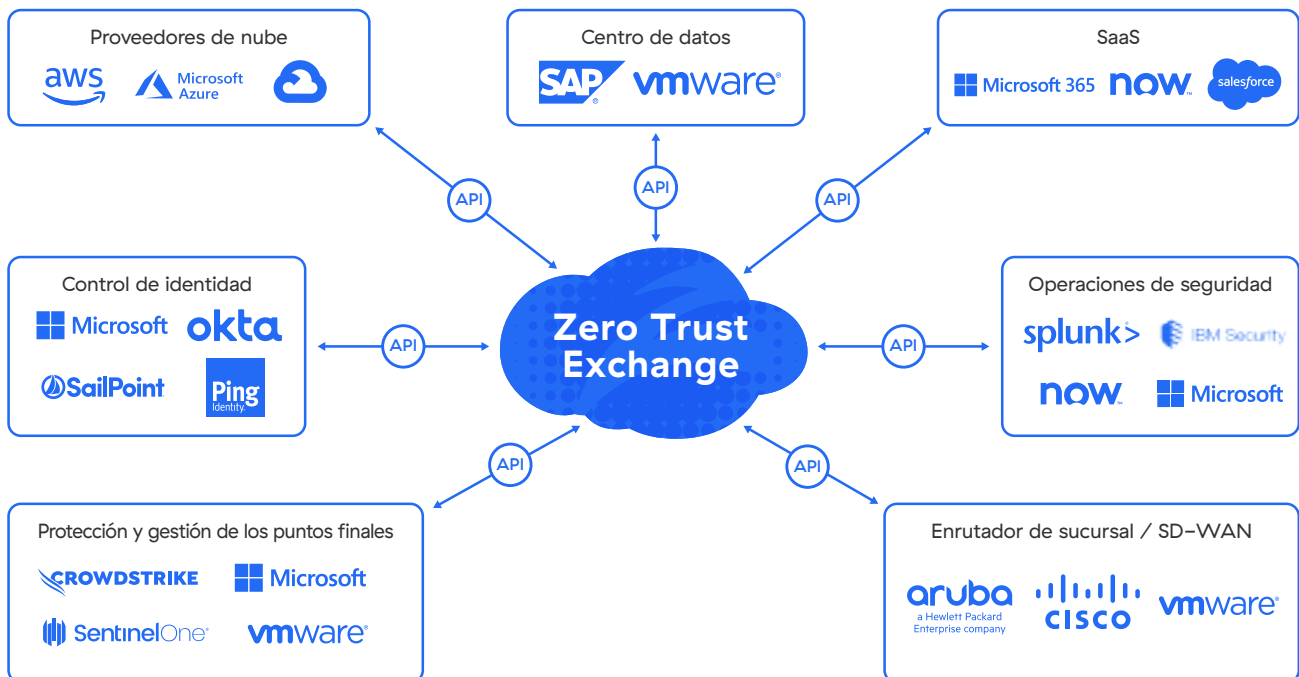 Proveedores de nube
aws
Microsoft
Azure
Centro de datos
SAP®
vmware®
SaaS
Microsoft 365
now™
salesforce
API
API
API
Control de identidad
Microsoft
okta
SailPoint
Ping
Identity.
API
Zero Trust
Exchange
API
Operaciones de seguridad
splunk>
IBM Security
now™
Microsoft
API
API
Protección y gestión de los puntos finales
CROWDSTRIKE
Microsoft
SentinelOne®
vmware®
Enrutador de sucursal / SD-WAN
aruba
a Hewlett Packard
Enterprise company
CISCO
vmware®